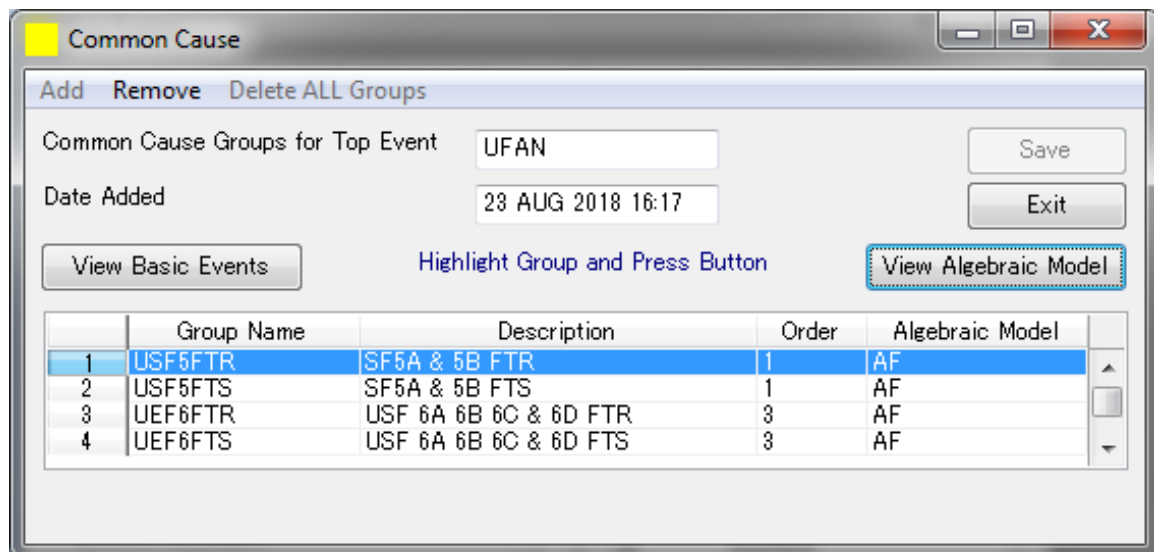 Common Cause
Add Remove Delete ALL Groups
Common Cause Groups for Top Event UFAN Save
Date Added 23 AUG 2018 16:17 Exit
View Basic Events Highlight Group and Press Button View Algebraic Model
Group Name Description Order Algebraic Model
1 USF5FTR SF5A & 5B FTR 1 AF
2 USF5FTS SF5A & 5B FTS 1 AF
3 UEF6FTR USF 6A 6B 6C & 6D FTR 3 AF
4 UEF6FTS USF 6A 6B 6C & 6D FTS 3 AF